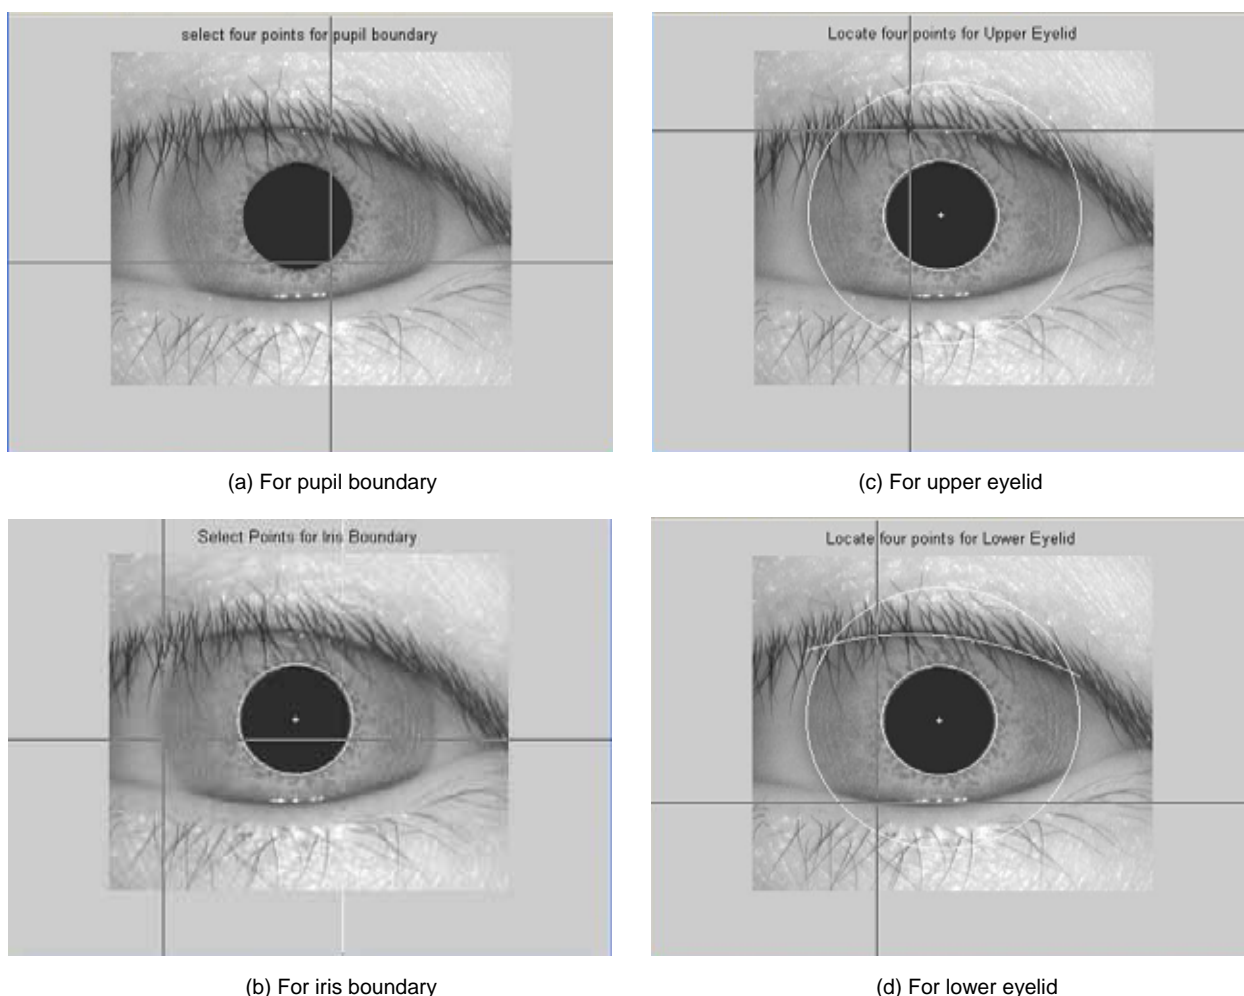 select four points for pupil boundary
(a) For pupil boundary
Locate four points for Upper Eyelid
(c) For upper eyelid
Select Points for Iris Boundary
(b) For iris boundary
Locate four points for Lower Eyelid
(d) For lower eyelid